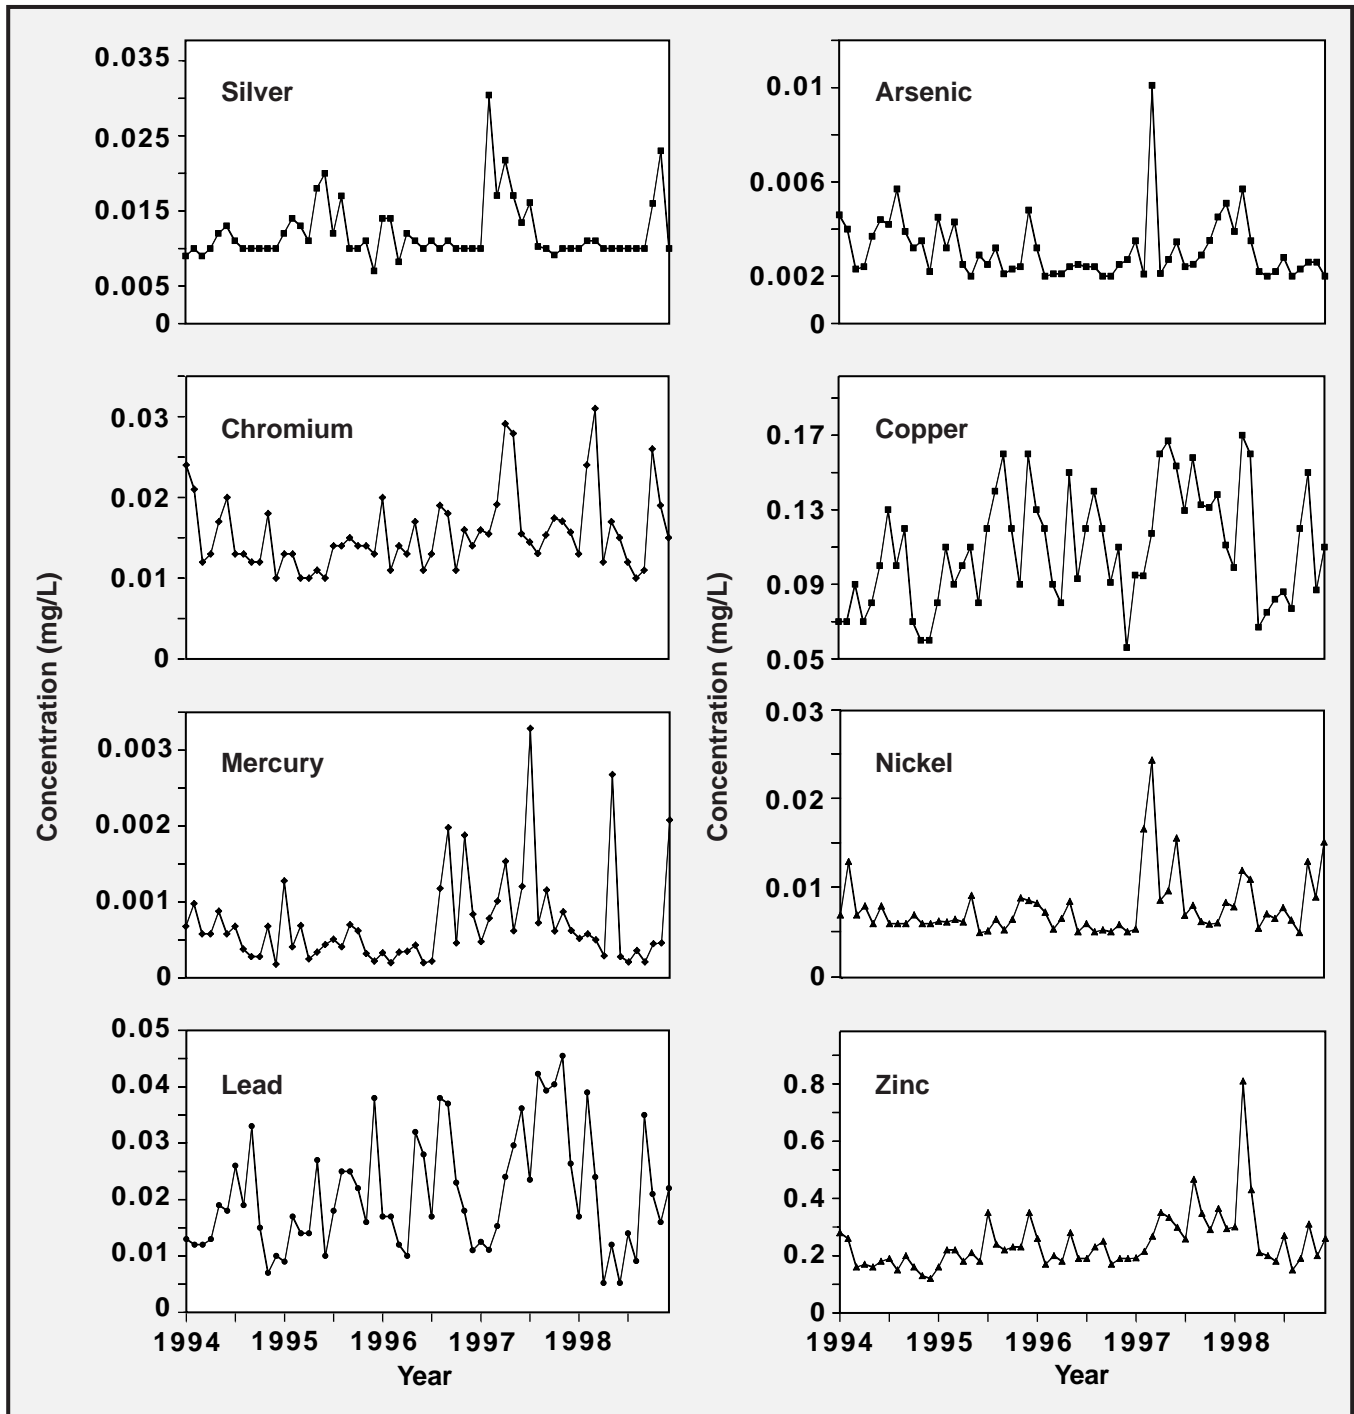 Silver
0.035
0.025
0.015
0.005
0
Arsenic
0.01
0.006
0.002
0
Chromium
0.03
0.02
0.01
0
Copper
0.17
0.13
0.09
0.05
Concentration (mg/L)
Concentration (mg/L)
Mercury
0.003
0.002
0.001
0
Nickel
0.03
0.02
0.01
0
Lead
0.05
0.04
0.03
0.02
0.01
0
1994 1995 1996 1997 1998
Year
Zinc
0.8
0.6
0.4
0.2
0
1994 1995 1996 1997 1998
Year